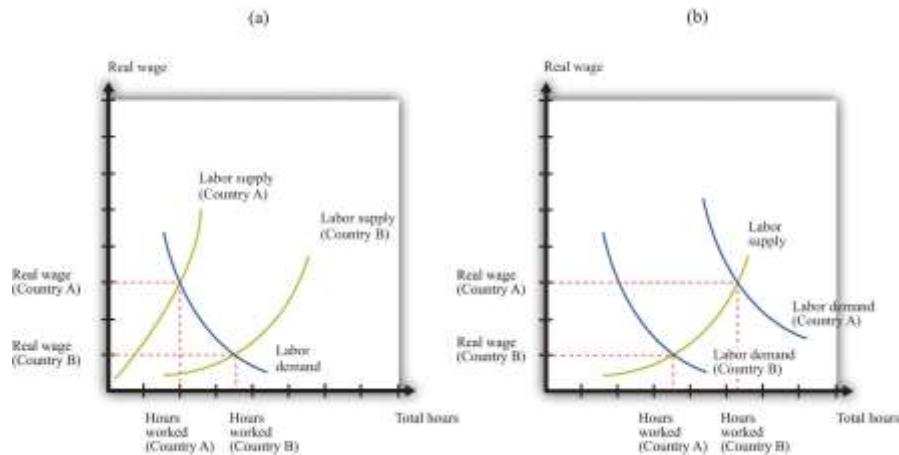 (a)
Real wage
Labor supply
(Country A)
Labor supply
(Country B)
Real wage
(Country A)
Real wage
(Country B)
Labor
demand
Hours
worked
(Country A)
Hours
worked
(Country B)
Total hours
(b)
Real wage
Labor
supply
Real wage
(Country A)
Labor demand
(Country A)
Real wage
(Country B)
Labor demand
(Country B)
Hours
worked
(Country A)
Hours
worked
(Country B)
Total hours